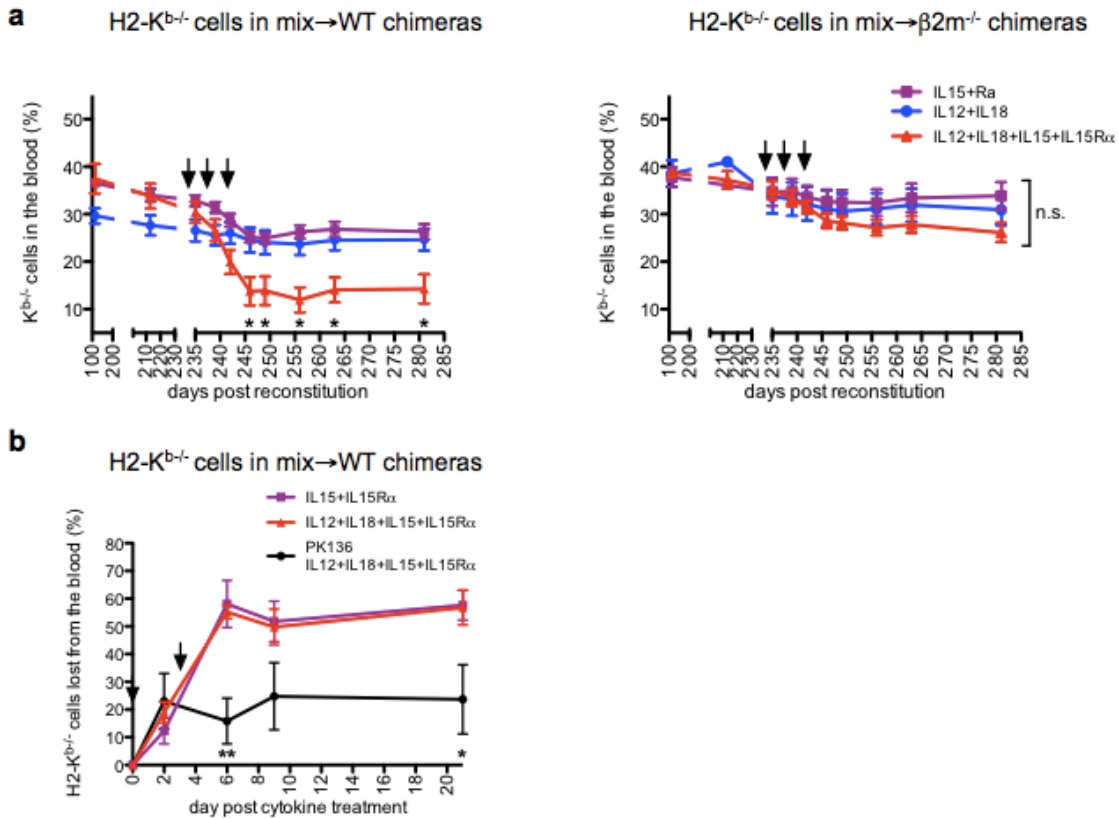 a
H2-Kb-/- cells in mix→WT chimeras
Kb-/- cells in the blood (%)
50
40
30
20
10
* * * * *
100 200 210 220 230 235 240 245 250 255 260 265 270 275 280 285
days post reconstitution
H2-Kb-/- cells in mix→β2m-/- chimeras
IL15+Ra
IL12+IL18
IL12+IL18+IL15+IL15Rα
Kb-/- cells in the blood (%)
50
40
30
20
10
n.s.
100 200 210 220 230 235 240 245 250 255 260 265 270 275 280 285
days post reconstitution
b
H2-Kb-/- cells in mix→WT chimeras
IL15+IL15Rα
IL12+IL18+IL15+IL15Rα
PK136
IL12+IL18+IL15+IL15Rα
H2-Kb-/- cells lost from the blood (%)
80
70
60
50
40
30
20
10
0
** *
0 2 4 6 8 10 12 14 16 18 20
day post cytokine treatment